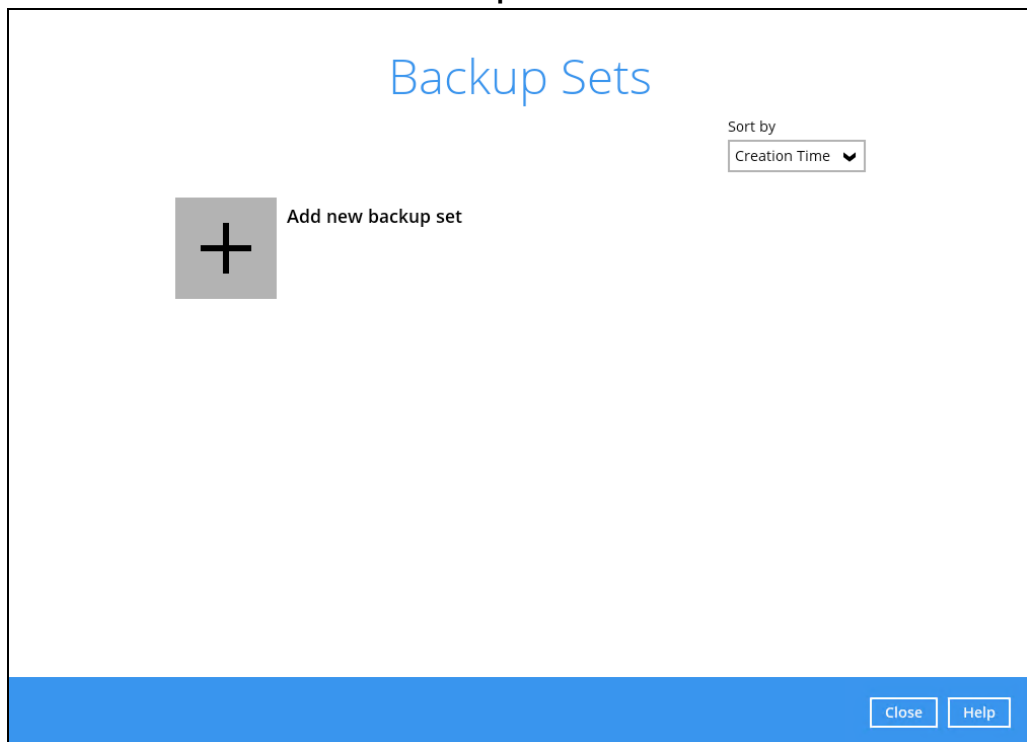 Backup Sets
Sort by
Creation Time
Add new backup set
Close
Help